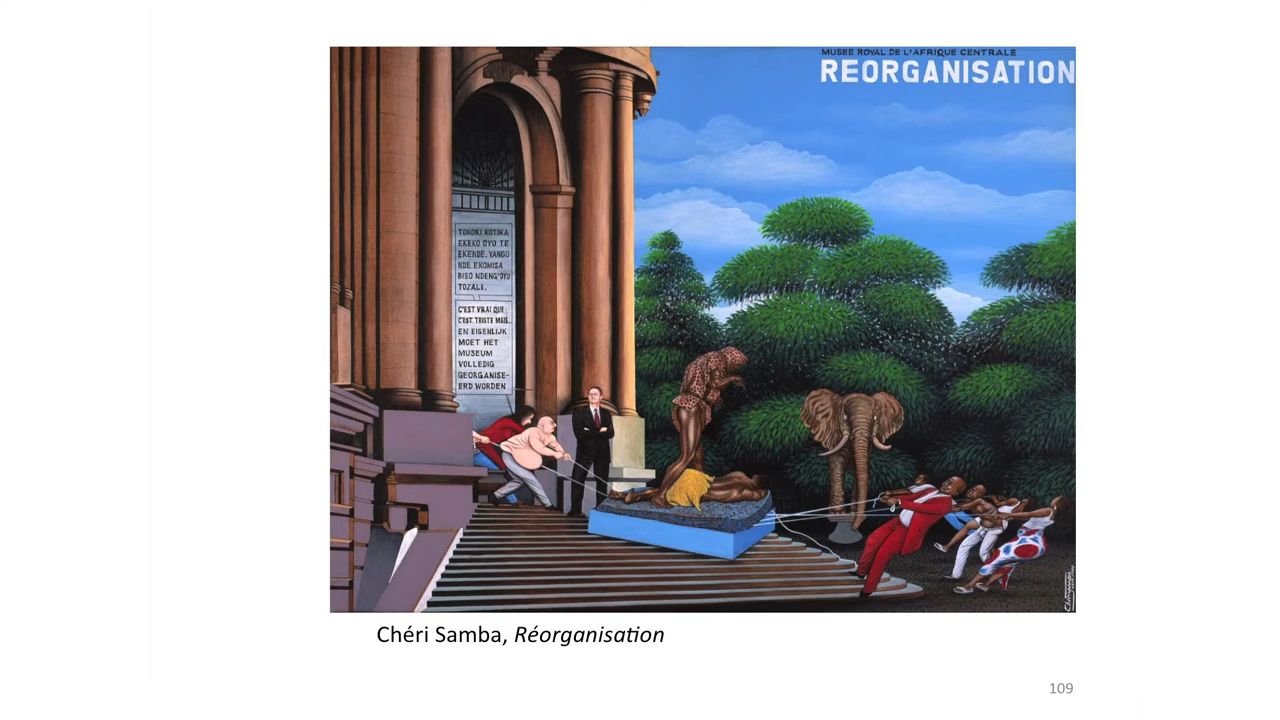 MUSEE ROYAL DE L'AFRIQUE CENTRALE
REORGANISATION
TOKOKI KOTIKA
EKEKO OYO TE
EKENDE. YANGO
NDE EKOMISA
BISO NDENG'OYO
TOZALI.
C'EST VRAI QUE
C'EST TRISTE MAIS...
EN EIGENLIJK
MOET HET
MUSEUM
VOLLEDIG
GEORGANISE-
ERD WORDEN
Chéri Samba, Réorganisation
109